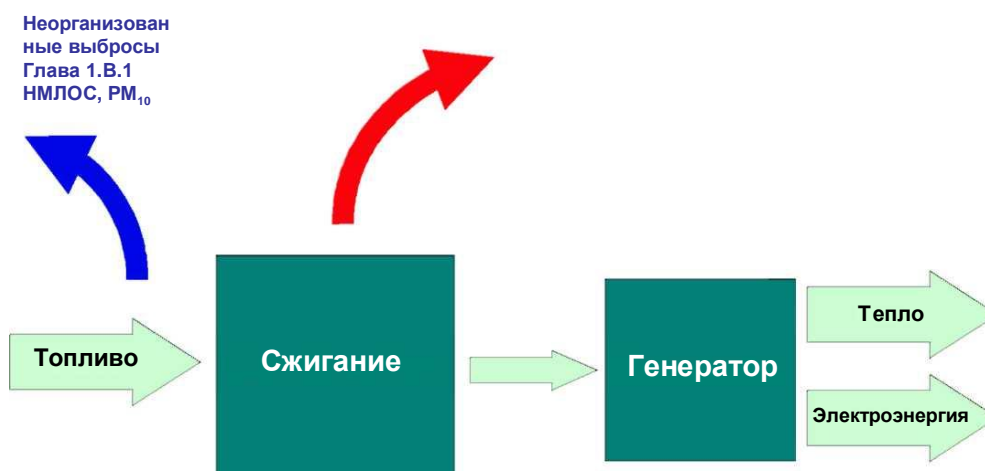 Неорганизован
ные выбросы
Глава 1.B.1
НМЛОС, PM10
Топливо
Сжигание
Генератор
Тепло
Электроэнергия